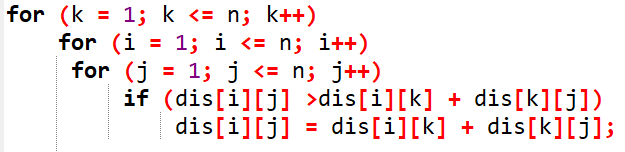 for (k = 1; k <= n; k++)
for (i = 1; i <= n; i++)
for (j = 1; j <= n; j++)
if (dis[i][j] >dis[i][k] + dis[k][j])
dis[i][j] = dis[i][k] + dis[k][j];